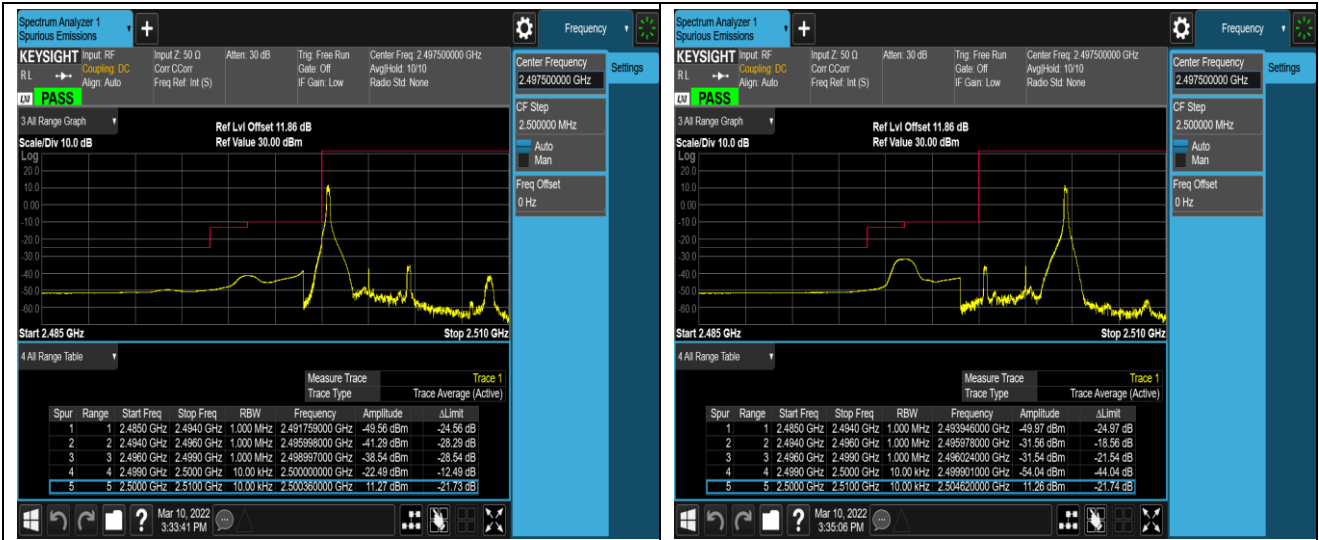 Spectrum Analyzer 1
Spurious Emissions
+
Frequency
KEYSIGHT Input: RF Input Z: 50 Ω Atten: 30 dB Trig: Free Run Center Freq: 2.497500000 GHz
RL Coupling: DC Corr CCorr Gate: Off Avg|Hold: 10/10
Align: Auto Freq Ref: Int (S) IF Gain: Low Radio Std: None
PASS
Center Frequency
2.497500000 GHz
Settings
CF Step
2.500000 MHz
Auto
Man
Freq Offset
0 Hz
3 All Range Graph
Ref Lvl Offset 11.86 dB
Scale/Div 10.0 dB Ref Value 30.00 dBm
Log
20.0
10.0
0.00
-10.0
-20.0
-30.0
-40.0
-50.0
-60.0
Start 2.485 GHz Stop 2.510 GHz
4 All Range Table
Measure Trace Trace 1
Trace Type Trace Average (Active)
Spur Range Start Freq Stop Freq RBW Frequency Amplitude ΔLimit
1 1 2.4850 GHz 2.4940 GHz 1.000 MHz 2.491759000 GHz -49.56 dBm -24.56 dB
2 2 2.4940 GHz 2.4960 GHz 1.000 MHz 2.495998000 GHz -41.29 dBm -28.29 dB
3 3 2.4960 GHz 2.4990 GHz 1.000 MHz 2.498997000 GHz -38.54 dBm -28.54 dB
4 4 2.4990 GHz 2.5000 GHz 10.00 kHz 2.500000000 GHz -22.49 dBm -12.49 dB
5 5 2.5000 GHz 2.5100 GHz 10.00 kHz 2.500360000 GHz 11.27 dBm -21.73 dB
?
Mar 10, 2022
3:33:41 PM
Spectrum Analyzer 1
Spurious Emissions
+
Frequency
KEYSIGHT Input: RF Input Z: 50 Ω Atten: 30 dB Trig: Free Run Center Freq: 2.497500000 GHz
RL Coupling: DC Corr CCorr Gate: Off Avg|Hold: 10/10
Align: Auto Freq Ref: Int (S) IF Gain: Low Radio Std: None
PASS
Center Frequency
2.497500000 GHz
Settings
CF Step
2.500000 MHz
Auto
Man
Freq Offset
0 Hz
3 All Range Graph
Ref Lvl Offset 11.86 dB
Scale/Div 10.0 dB Ref Value 30.00 dBm
Log
20.0
10.0
0.00
-10.0
-20.0
-30.0
-40.0
-50.0
-60.0
Start 2.485 GHz Stop 2.510 GHz
4 All Range Table
Measure Trace Trace 1
Trace Type Trace Average (Active)
Spur Range Start Freq Stop Freq RBW Frequency Amplitude ΔLimit
1 1 2.4850 GHz 2.4940 GHz 1.000 MHz 2.493946000 GHz -49.97 dBm -24.97 dB
2 2 2.4940 GHz 2.4960 GHz 1.000 MHz 2.495978000 GHz -31.56 dBm -18.56 dB
3 3 2.4960 GHz 2.4990 GHz 1.000 MHz 2.496024000 GHz -31.54 dBm -21.54 dB
4 4 2.4990 GHz 2.5000 GHz 10.00 kHz 2.499901000 GHz -54.04 dBm -44.04 dB
5 5 2.5000 GHz 2.5100 GHz 10.00 kHz 2.504620000 GHz 11.26 dBm -21.74 dB
?
Mar 10, 2022
3:35:06 PM